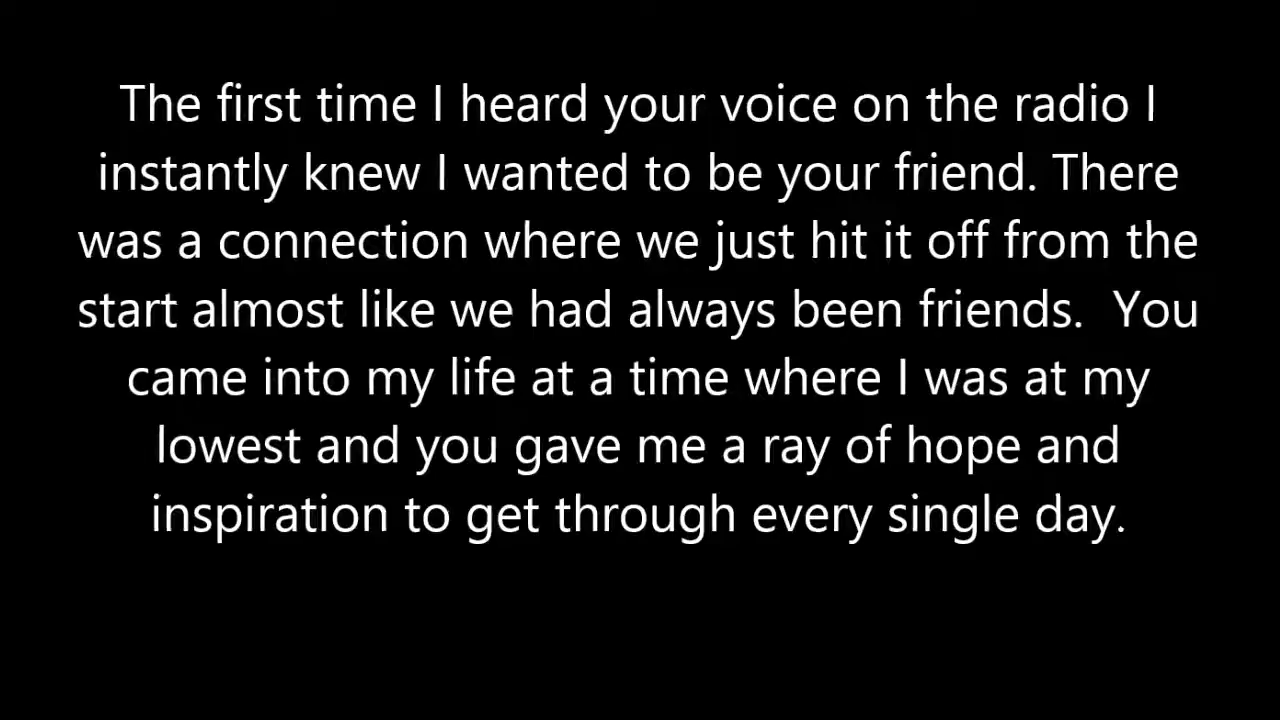 The first time I heard your voice on the radio I
instantly knew I wanted to be your friend. There
was a connection where we just hit it off from the
start almost like we had always been friends.  You
came into my life at a time where I was at my
lowest and you gave me a ray of hope and
inspiration to get through every single day.